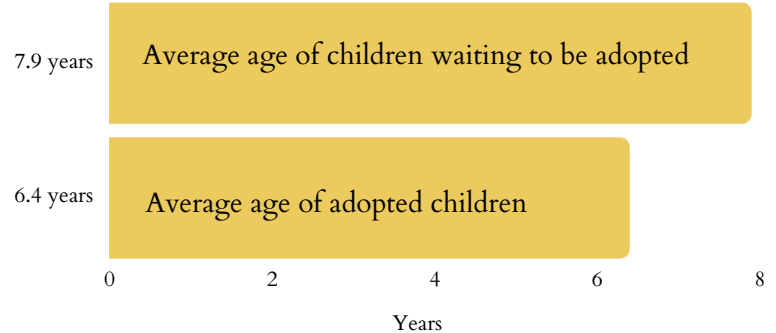 7.9 years
Average age of children waiting to be adopted
6.4 years
Average age of adopted children
0 2 4 6 8
Years